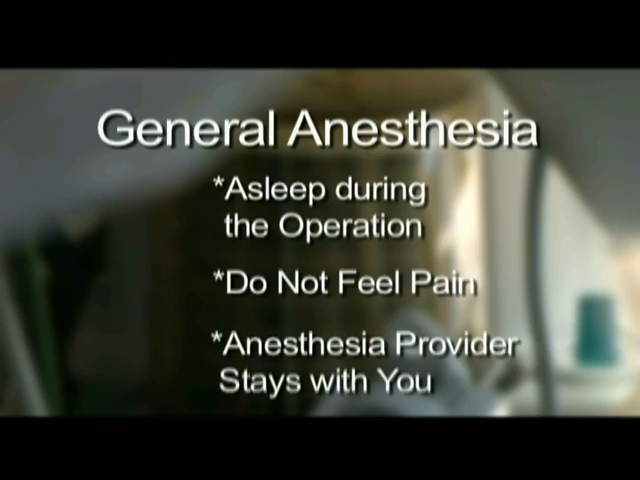 General Anesthesia
*Asleep during
the Operation
*Do Not Feel Pain
*Anesthesia Provider
Stays with You